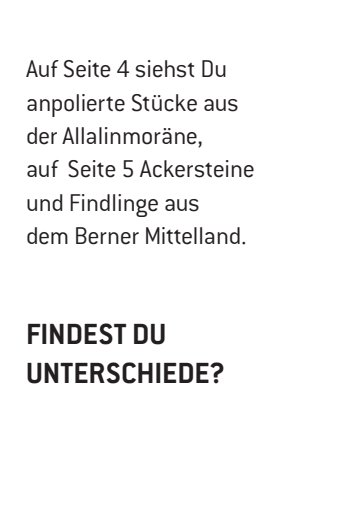 Auf Seite 4 siehst Du
anpolierte Stücke aus
der Allalinmoräne,
auf Seite 5 Ackersteine
und Findlinge aus
dem Berner Mittelland.
FINDEST DU
UNTERSCHIEDE?